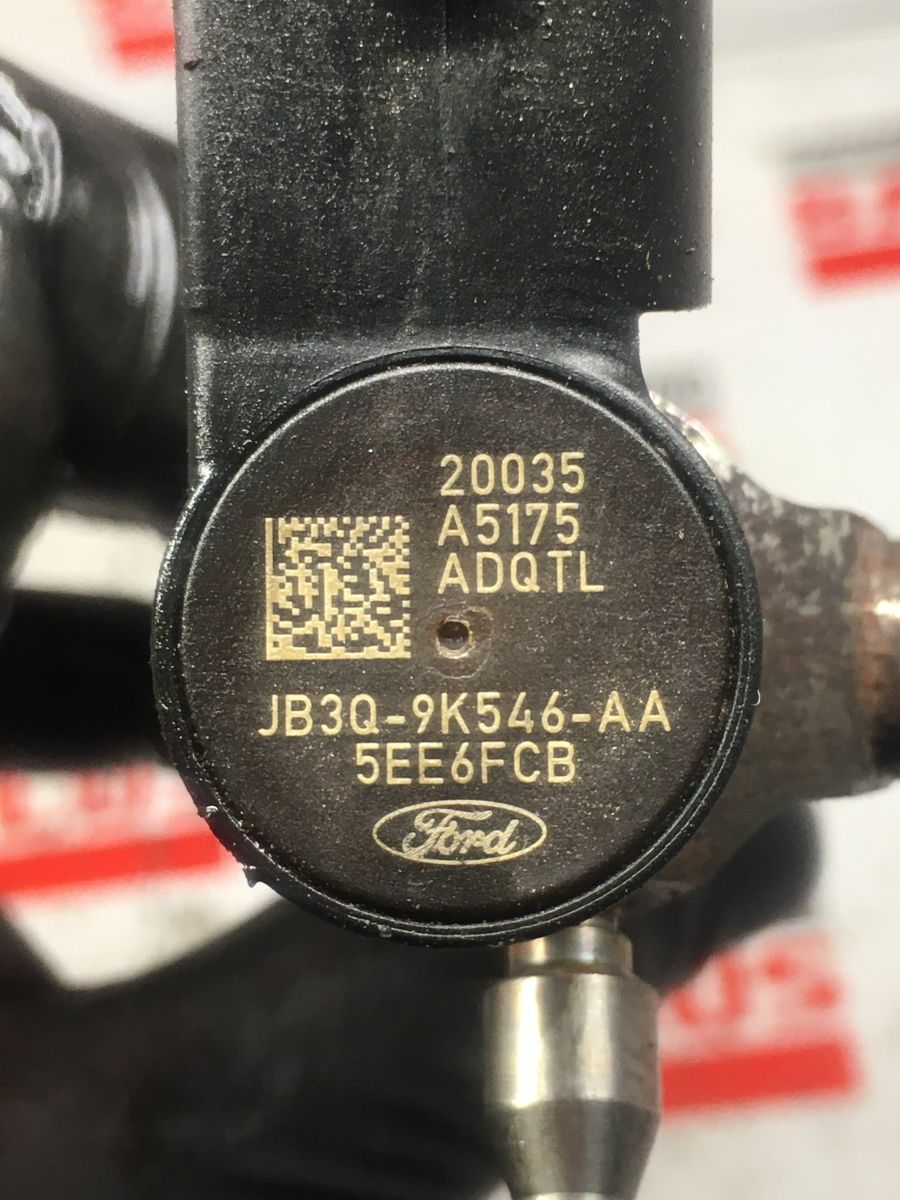 20035
A5175
ADQTL
JB3Q-9K546-AA
5EE6FCB
Ford